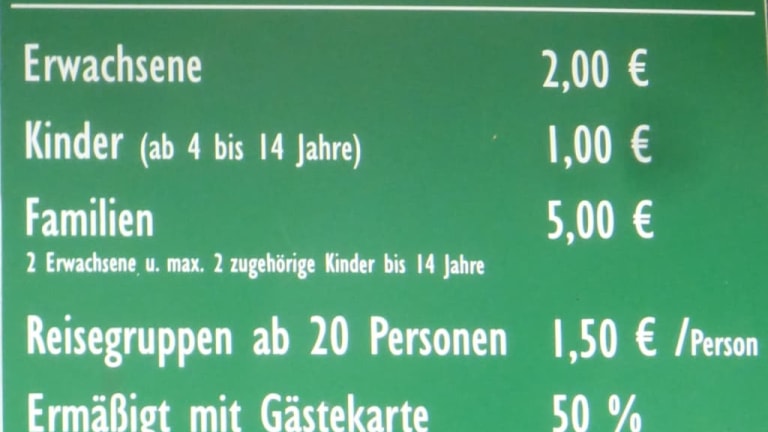 Erwachsene 2,00 €
Kinder (ab 4 bis 14 Jahre) 1,00 €
Familien 5,00 €
2 Erwachsene u. max. 2 zugehörige Kinder bis 14 Jahre
Reisegruppen ab 20 Personen 1,50 € /Person
Ermäßigt mit Gästekarte 50 %